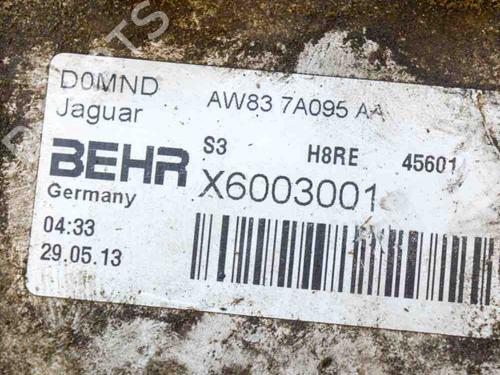 D0MND
Jaguar
AW83 7A095 AA
S3 H8RE 45601
BEHR X6003001
Germany
04:33
29.05.13